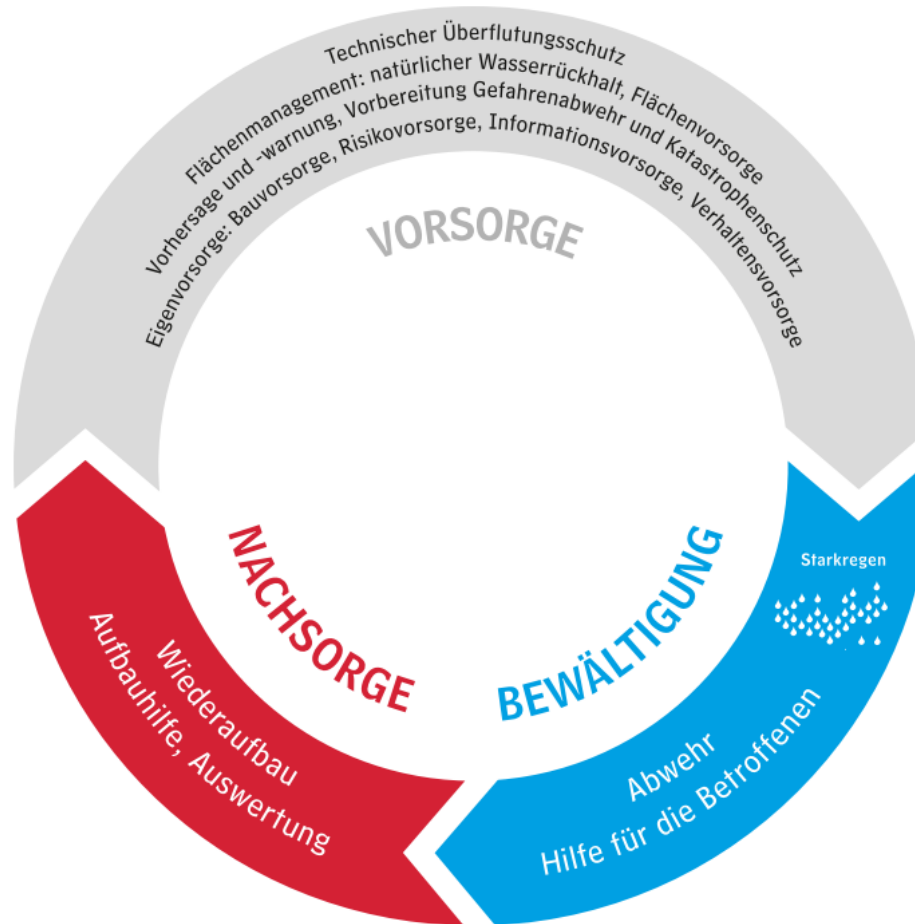 Technischer Überflutungsschutz
Flächenmanagement: natürlicher Wasserrückhalt, Flächenvorsorge
Vorhersage und -warnung, Vorbereitung Gefahrenabwehr und Katastrophenschutz
Eigenvorsorge: Bauvorsorge, Risikovorsorge, Informationsvorsorge, Verhaltensvorsorge
VORSORGE
Starkregen
BEWÄLTIGUNG
Abwehr
Hilfe für die Betroffenen
NACHSORGE
Wiederaufbau
Aufbauhilfe, Auswertung